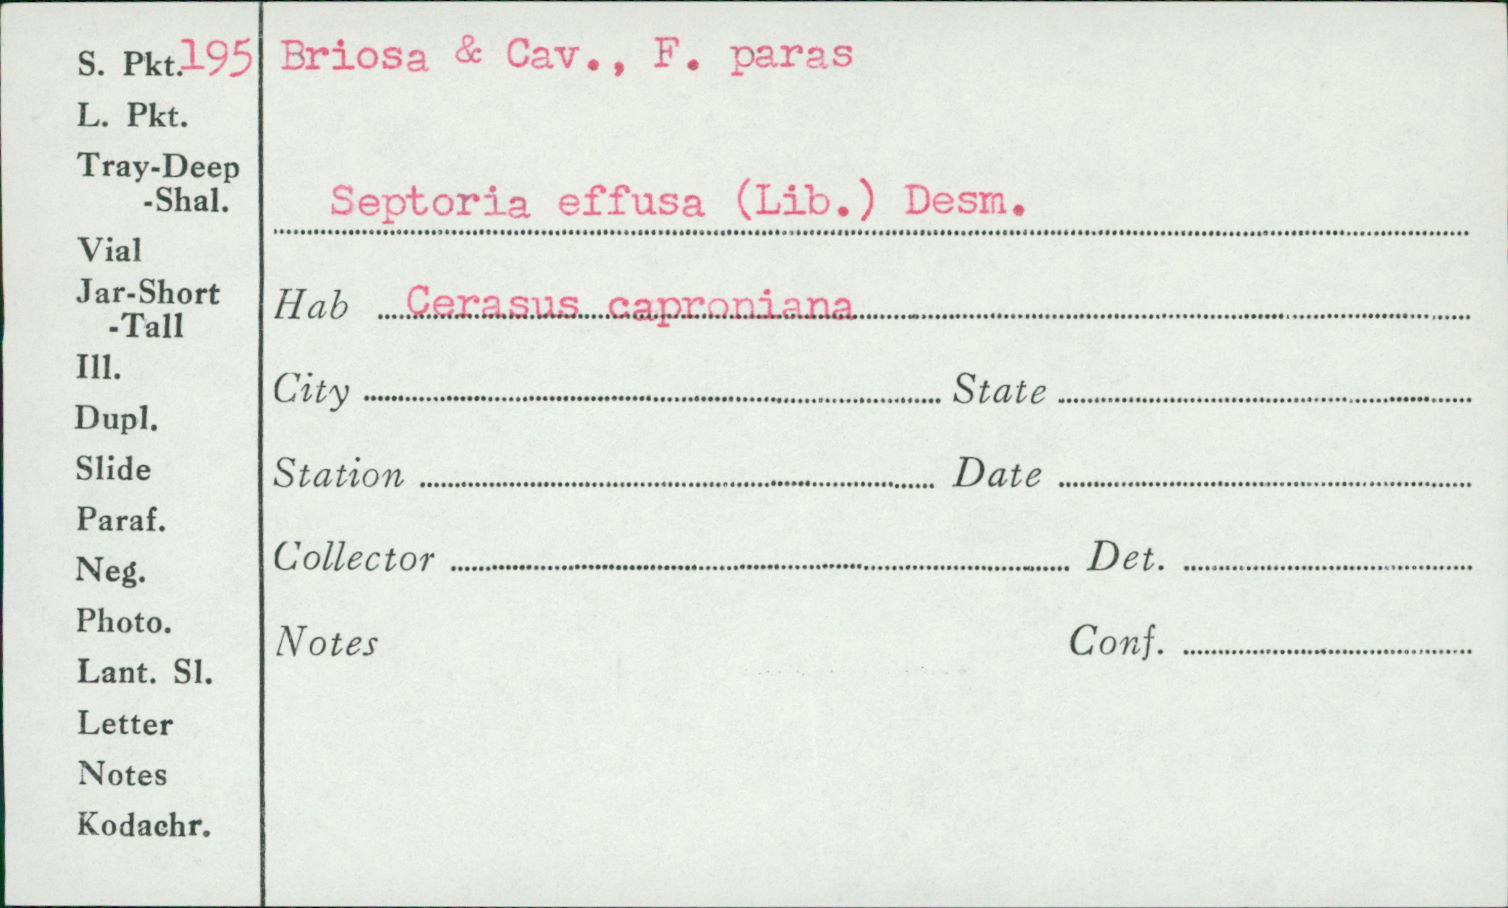 S. Pkt.195
L. Pkt.
Tray-Deep
-Shal.
Vial
Jar-Short
-Tall
Ill.
Dupl.
Slide
Paraf.
Neg.
Photo.
Lant. Sl.
Letter
Notes
Kodachr.
Briosa & Cav., F. paras
Septoria effusa (Lib.) Desm.
Hab Cerasus caproniana
City State
Station Date
Collector Det.
Notes Conf.